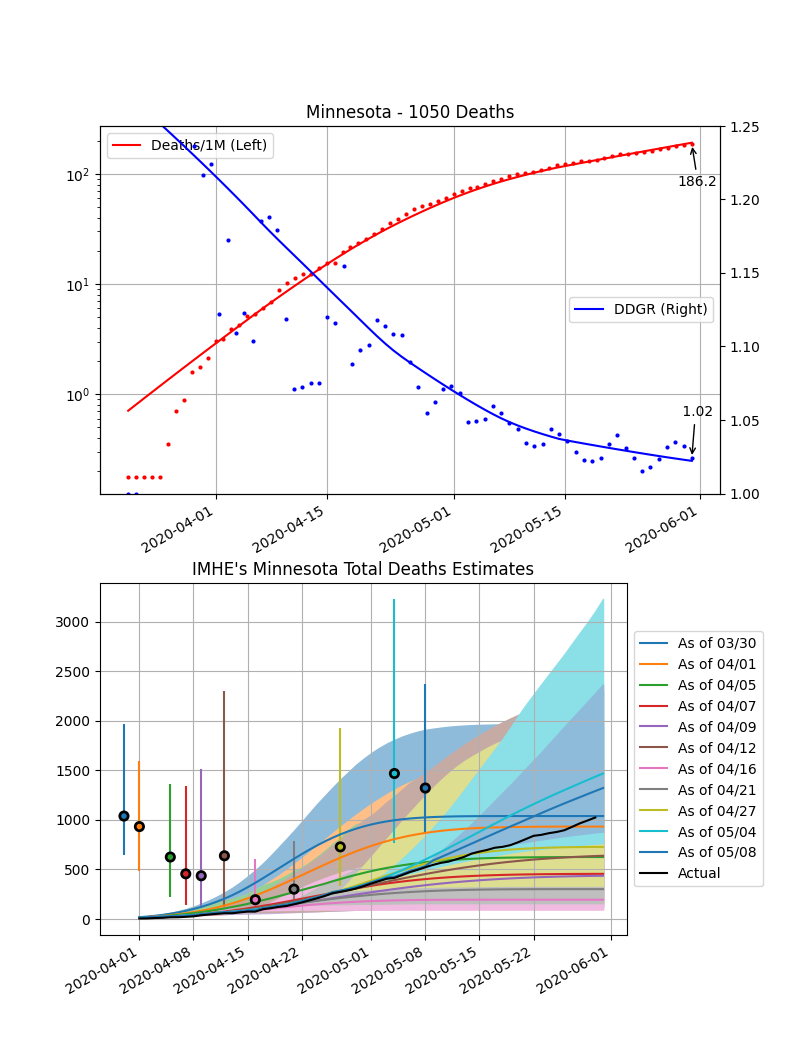 Minnesota - 1050 Deaths
Deaths/1M (Left)
10²
10¹
10⁰
1.25
1.20
1.15
1.10
1.05
1.00
186.2
DDGR (Right)
1.02
2020-04-01
2020-04-15
2020-05-01
2020-05-15
2020-06-01
IMHE's Minnesota Total Deaths Estimates
3000
2500
2000
1500
1000
500
0
2020-04-01
2020-04-08
2020-04-15
2020-04-22
2020-05-01
2020-05-08
2020-05-15
2020-05-22
2020-06-01
As of 03/30
As of 04/01
As of 04/05
As of 04/07
As of 04/09
As of 04/12
As of 04/16
As of 04/21
As of 04/27
As of 05/04
As of 05/08
Actual